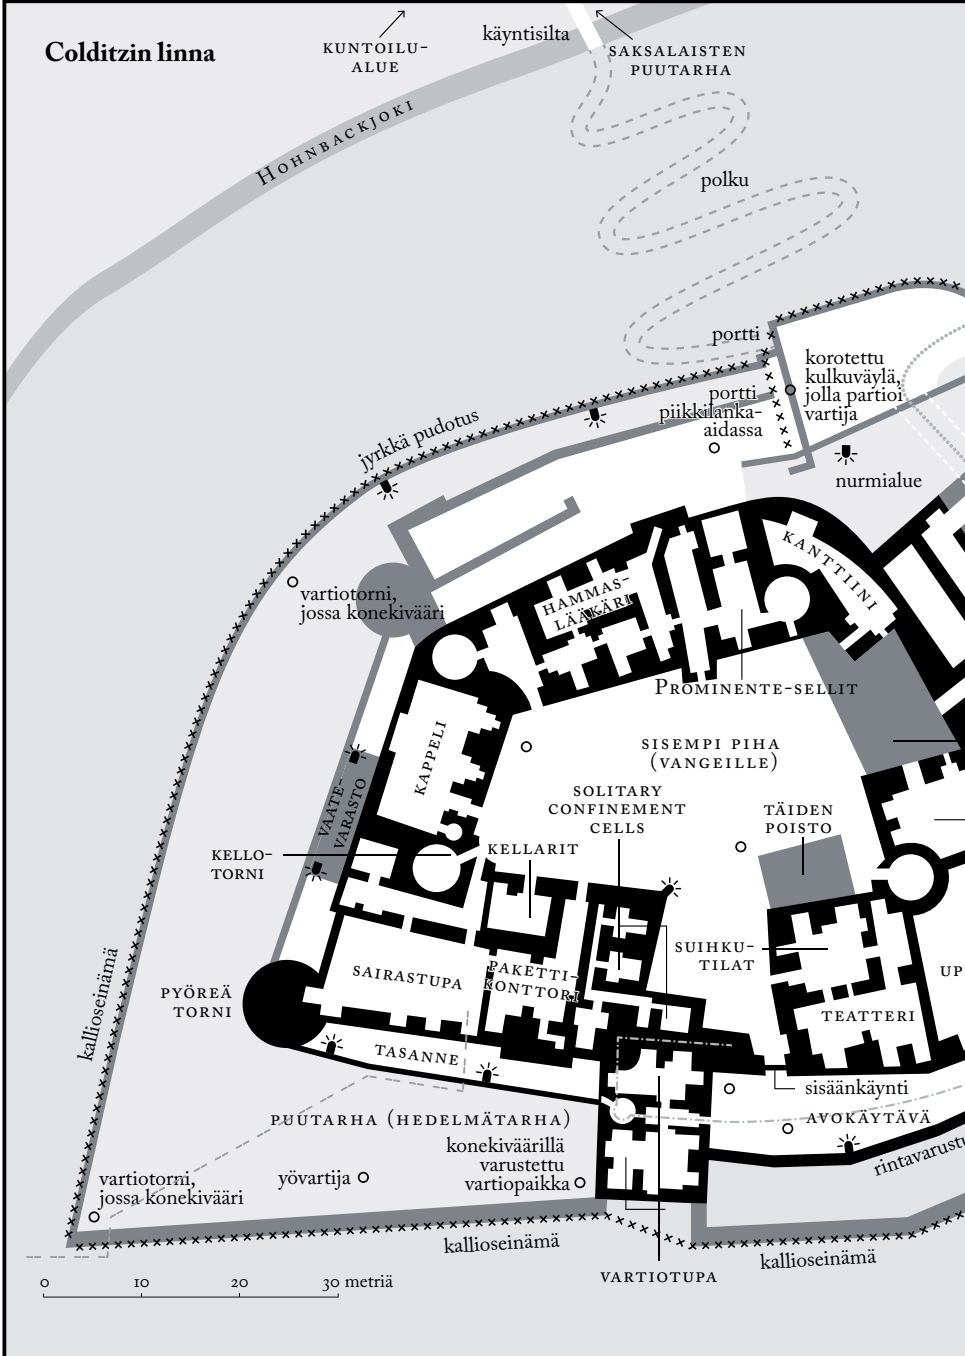 Colditzin linna
KUNTOILU-
ALUE
käyntisilta
SAKSALAISTEN
PUUTARHA
HOHNBACKJOKI
polku
portti
korotettu
kulkuväylä,
jolla partioi
vartija
portti
piikkilanka-
aidassa
jyrkkä pudotus
nurmialue
KANTTIINI
HAMMAS-
LÄÄKÄRI
vartiotorni,
jossa konekivääri
PROMINENTE-SELLIT
KAPPELI
SISEMPI PIHA
(VANGEILLE)
SOLITARY
CONFINEMENT
CELLS
TÄIDEN
POISTO
VAATE-
VARASTO
KELLARIT
KELLO-
TORNI
SUIHKU-
TILAT
kallioseinämä
SAIRASTUPA
PAKETTI-
KONTTORI
UP
PYÖREÄ
TORNI
TEATTERI
TASANNE
sisäänkäynti
AVOKÄYTÄVÄ
PUUTARHA (HEDELMÄTARHA)
konekiväärillä
varustettu
vartiopaikka
rintavarustu
vartiotorni,
jossa konekivääri
yövartija
kallioseinämä
kallioseinämä
VARTIOTUPA
0 10 20 30 metriä